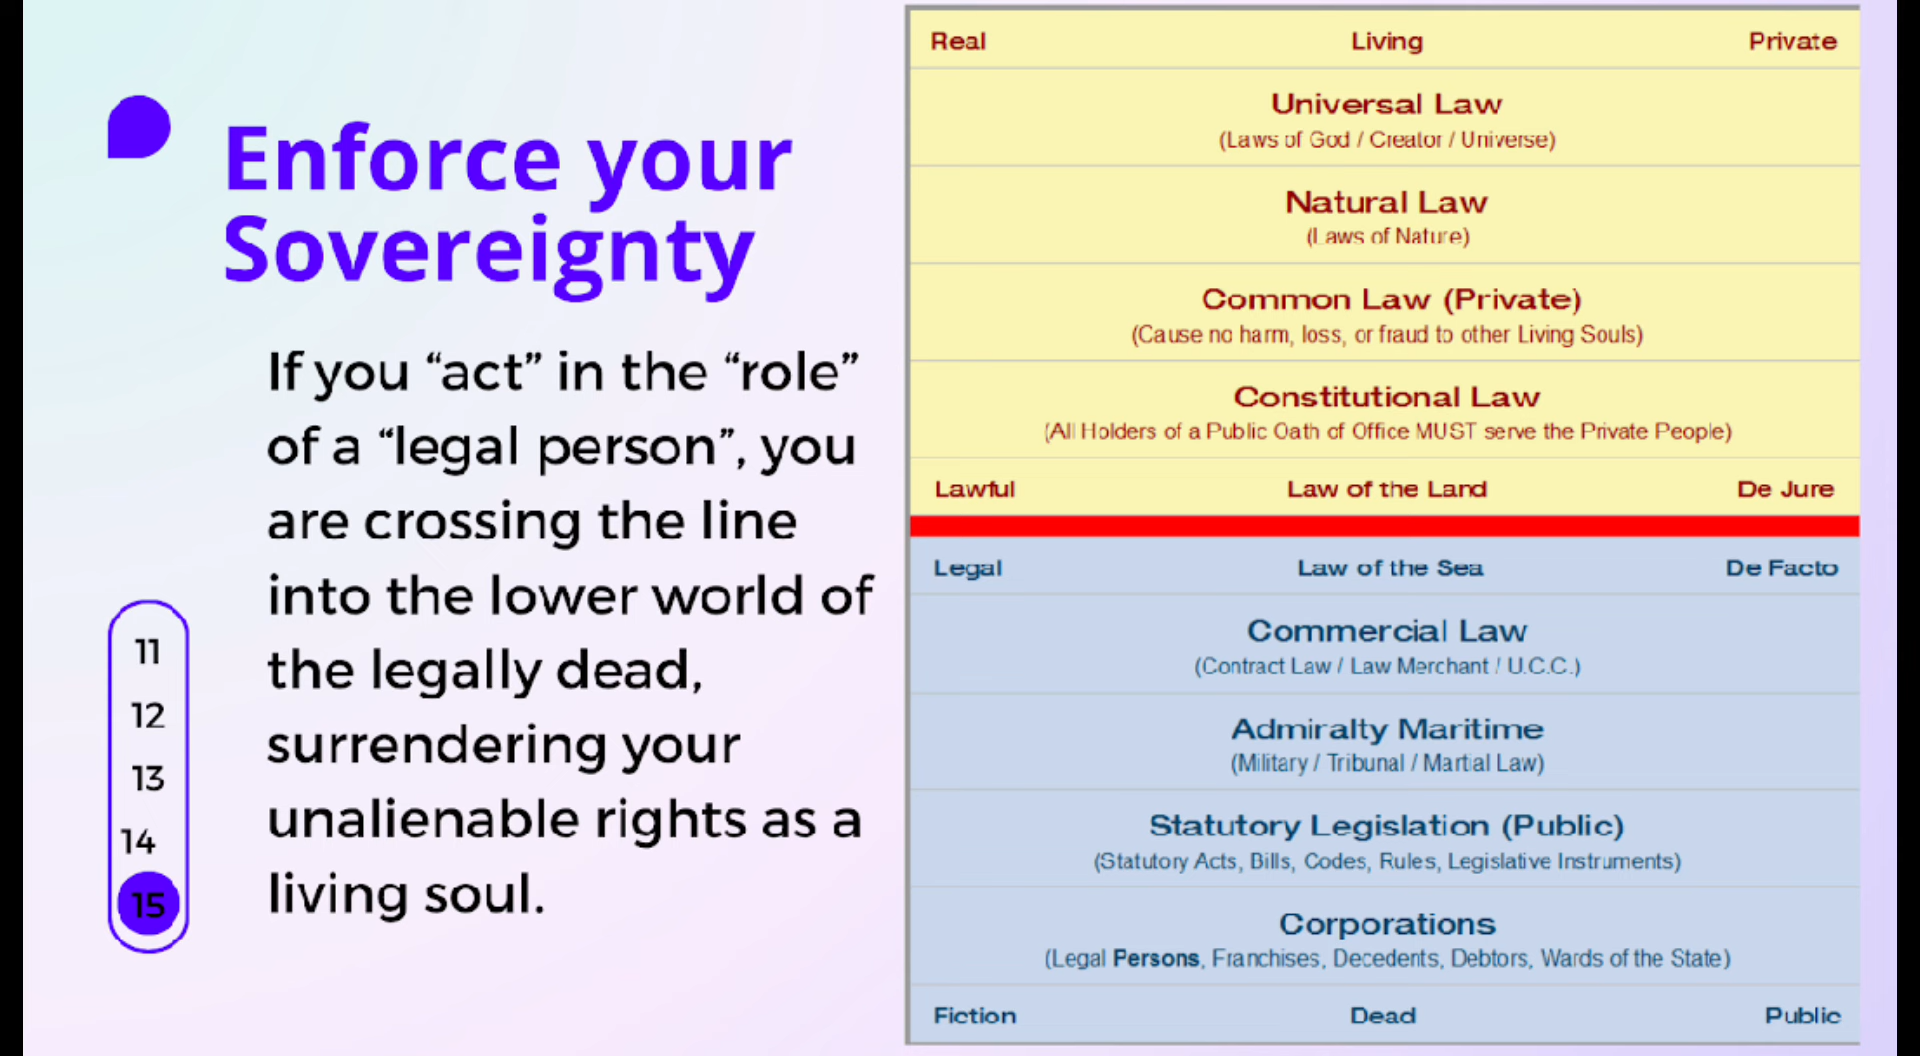 Enforce your
Sovereignty
If you “act” in the “role”
of a “legal person”, you
are crossing the line
into the lower world of
the legally dead,
surrendering your
unalienable rights as a
living soul.
11
12
13
14
15
Real Living Private
Universal Law
(Laws of God / Creator / Universe)
Natural Law
(Laws of Nature)
Common Law (Private)
(Cause no harm, loss, or fraud to other Living Souls)
Constitutional Law
(All Holders of a Public Oath of Office MUST serve the Private People)
Lawful Law of the Land De Jure
Legal Law of the Sea De Facto
Commercial Law
(Contract Law / Law Merchant / U.C.C.)
Admiralty Maritime
(Military / Tribunal / Martial Law)
Statutory Legislation (Public)
(Statutory Acts, Bills, Codes, Rules, Legislative Instruments)
Corporations
(Legal Persons, Franchises, Decedents, Debtors, Wards of the State)
Fiction Dead Public